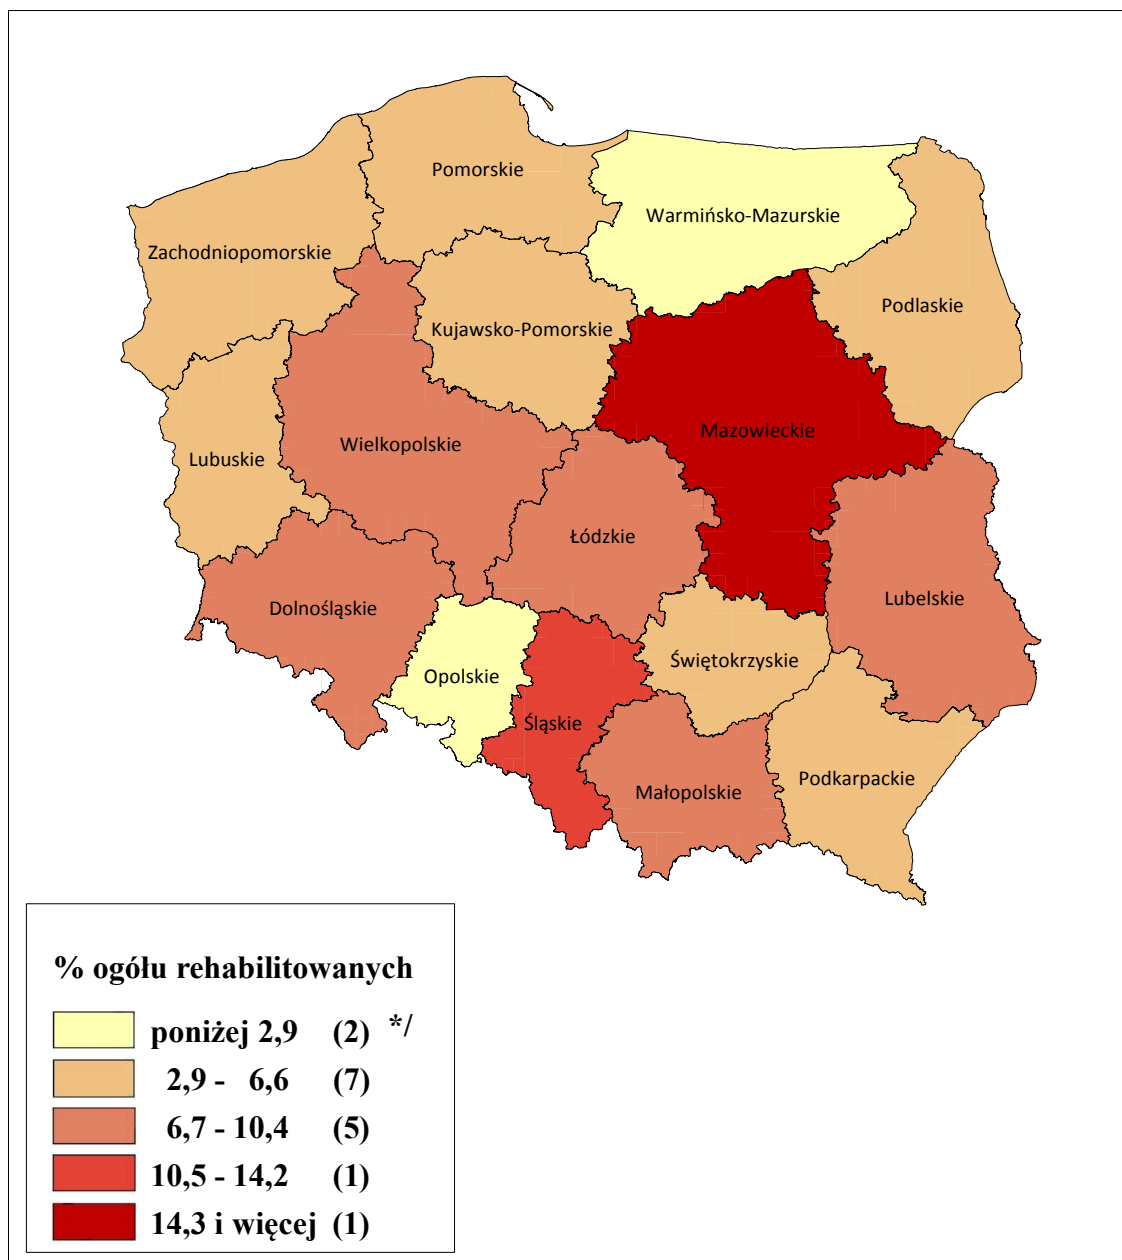 Pomorskie
Warmińsko-Mazurskie
Zachodniopomorskie
Podlaskie
Kujawsko-Pomorskie
Mazowieckie
Wielkopolskie
Lubuskie
Łódzkie
Lubelskie
Dolnośląskie
Świętokrzyskie
Opolskie
Śląskie
Podkarpackie
Małopolskie
% ogółu rehabilitowanych
poniżej 2,9 (2) */
2,9 - 6,6 (7)
6,7 - 10,4 (5)
10,5 - 14,2 (1)
14,3 i więcej (1)